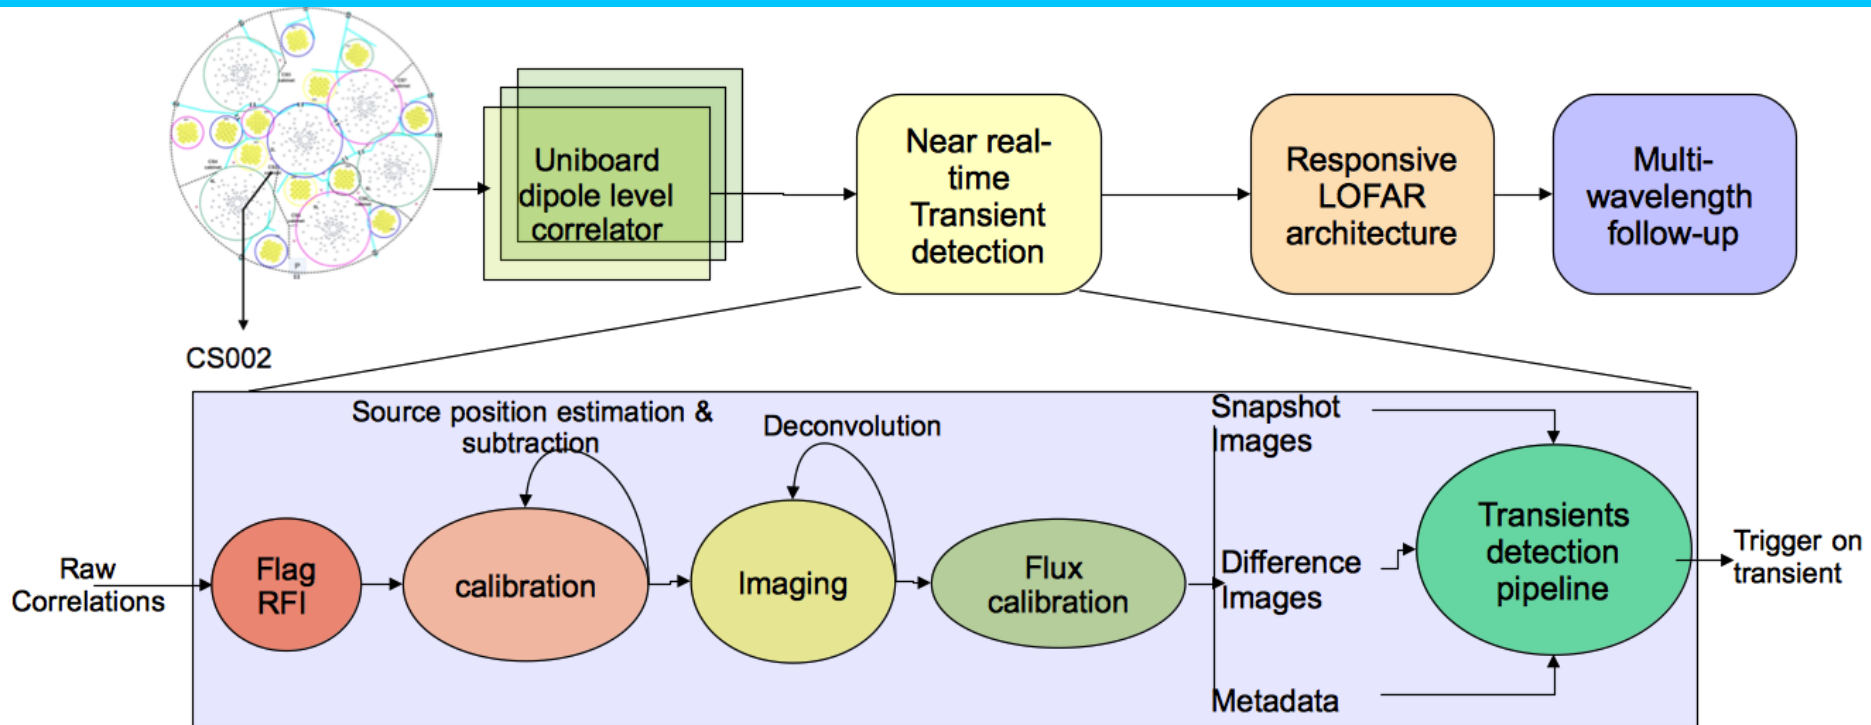 Uniboard
dipole level
correlator
Near real-
time
Transient
detection
Responsive
LOFAR
architecture
Multi-
wavelength
follow-up
P
CS002
Source position estimation &
subtraction
Deconvolution
Snapshot
Images
Raw
Correlations
Flag
RFI
calibration
Imaging
Flux
calibration
Difference
Images
Transients
detection
pipeline
Trigger on
transient
Metadata